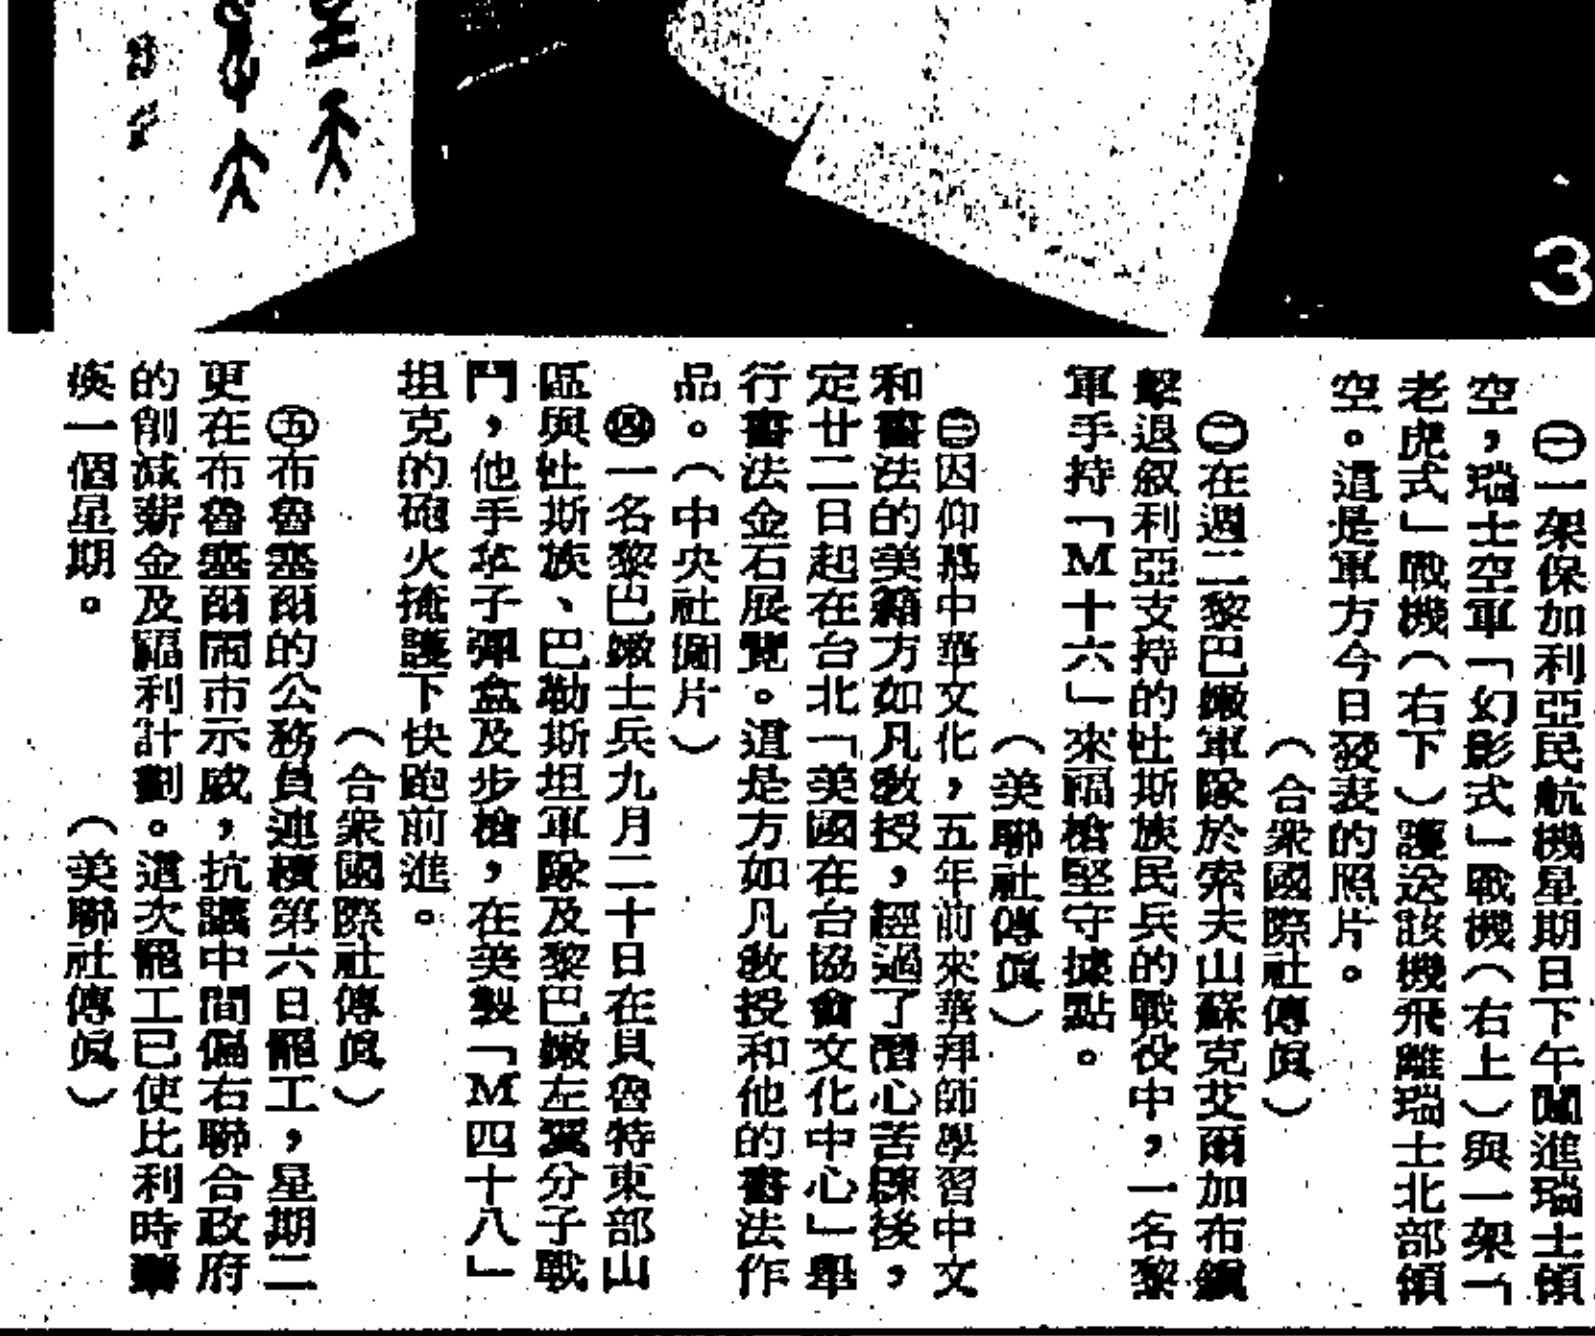 3
㊀一架保加利亞民航機星期日下午闖進瑞士領
空,瑞士空軍「幻影式」戰機(右上)與一架「
老虎式」戰機(右下)護送該機飛離瑞士北部領
空。這是軍方今日發表的照片。
(合衆國際社傳眞)
㊁在週二黎巴嫩軍隊於索夫山蘇克艾爾加布鎭
擊退叙利亞支持的杜斯族民兵的戰役中,一名黎
軍手持「M十六」來福槍堅守據點。
(美聯社傳眞)
㊂因仰慕中華文化,五年前來華拜師學習中文
和書法的美籍方如凡敎授,經過了潛心苦練後,
定廿二日起在台北「美國在台協會文化中心」舉
行書法金石展覽。這是方如凡敎授和他的書法作
品。(中央社圖片)
㊃一名黎巴嫩士兵九月二十日在貝魯特東部山
區與杜斯族、巴勒斯坦軍隊及黎巴嫩左翼分子戰
鬥,他手拿子彈盒及步槍,在美製「M四十八」
坦克的砲火掩護下快跑前進。
(合衆國際社傳眞)
㊄布魯塞爾的公務員連續第六日罷工,星期二
更在布魯塞爾鬧市示威,抗議中間偏右聯合政府
的削減薪金及福利計劃。這次罷工已使比利時癱
瘓一個星期。
(美聯社傳眞)